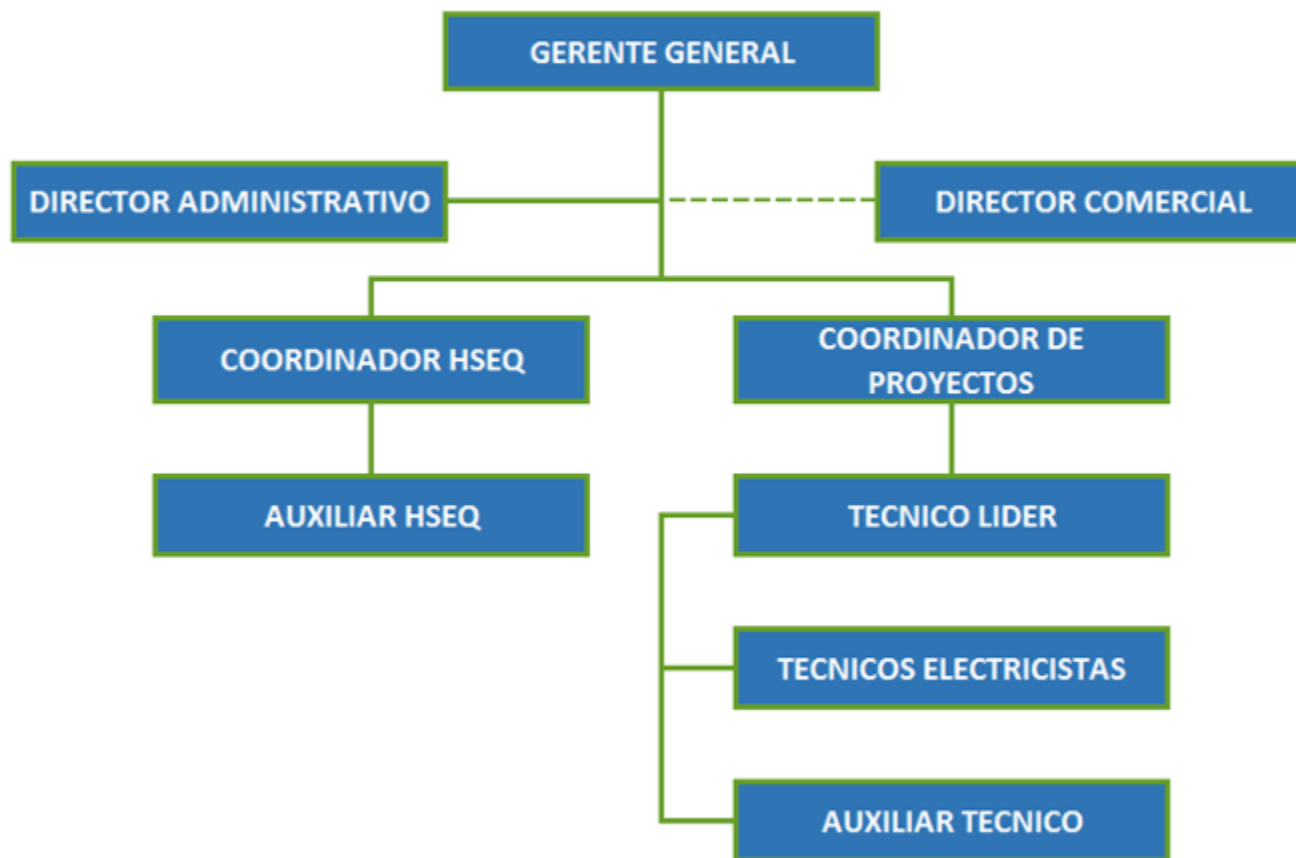 GERENTE GENERAL
DIRECTOR ADMINISTRATIVO
DIRECTOR COMERCIAL
COORDINADOR HSEQ
COORDINADOR DE
PROYECTOS
AUXILIAR HSEQ
TECNICO LIDER
TECNICOS ELECTRICISTAS
AUXILIAR TECNICO